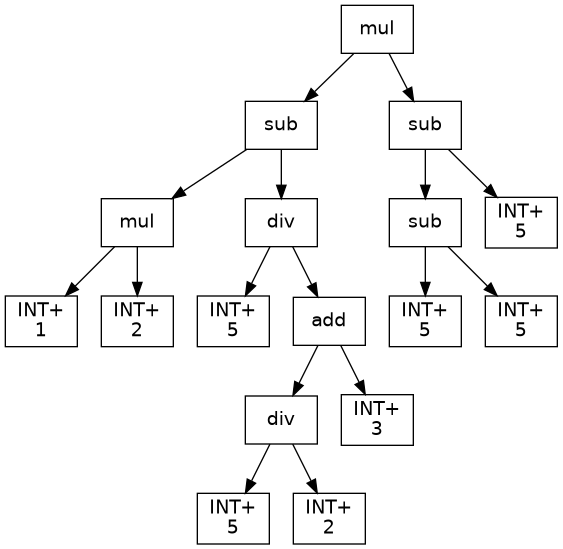 mul
sub
sub
mul
div
sub
INT+
5
INT+
1
INT+
2
INT+
5
add
INT+
5
INT+
5
div
INT+
3
INT+
5
INT+
2